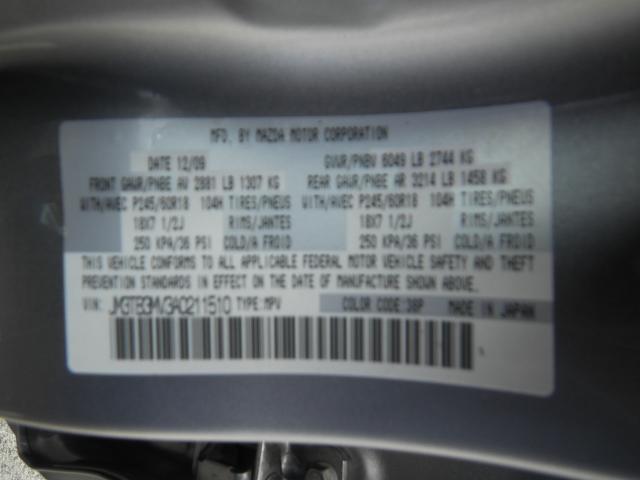 MFD. BY MAZDA MOTOR CORPORATION
DATE 12/09 GVWR/PNBV 6049 LB 2744 KG
FRONT GAWR/PNBE AV 2881 LB 1307 KG REAR GAWR/PNBE AR 3214 LB 1458 KG
WITH/AVEC P245/60R18 104H TIRES/PNEUS WITH/AVEC P245/60R18 104H TIRES/PNEUS
18X7 1/2J RIMS/JANTES 18X7 1/2J RIMS/JANTES
250 KPA/36 PSI COLD/A FROID 250 KPA/36 PSI COLD/A FROID
THIS VEHICLE CONFORMS TO ALL APPLICABLE FEDERAL MOTOR VEHICLE SAFETY AND THEFT
PREVENTION STANDARDS IN EFFECT ON THE DATE OF MANUFACTURE SHOWN ABOVE.
VIN: JM3TB3MV3A0211510 TYPE:MPV COLOR CODE:38P MADE IN JAPAN